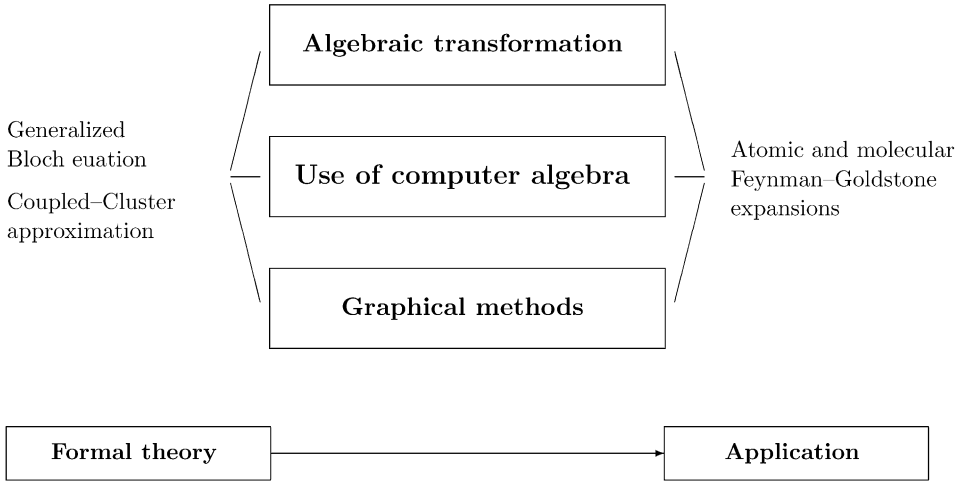 Algebraic transformation
Generalized
Bloch euation
Coupled–Cluster
approximation
Use of computer algebra
Atomic and molecular
Feynman–Goldstone
expansions
Graphical methods
Formal theory
Application